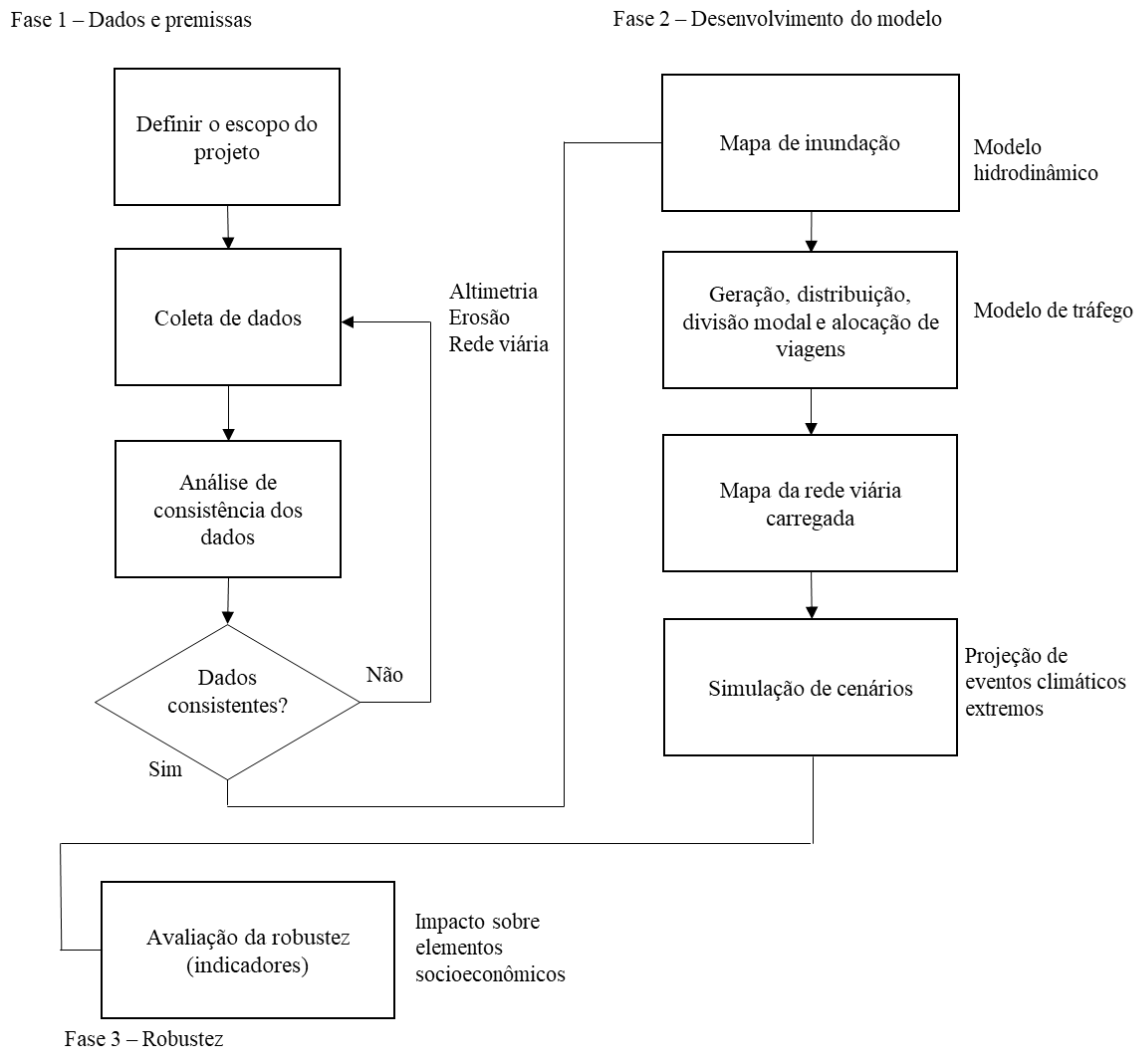 Fase 1 – Dados e premissas
Definir o escopo do
projeto
Coleta de dados
Altimetria
Erosão
Rede viária
Análise de
consistência dos
dados
Dados
consistentes?
Não
Sim
Fase 2 – Desenvolvimento do modelo
Mapa de inundação
Modelo
hidrodinâmico
Geração, distribuição,
divisão modal e alocação de
viagens
Modelo de tráfego
Mapa da rede viária
carregada
Simulação de cenários
Projeção de
eventos climáticos
extremos
Avaliação da robustez
(indicadores)
Impacto sobre
elementos
socioeconômicos
Fase 3 – Robustez